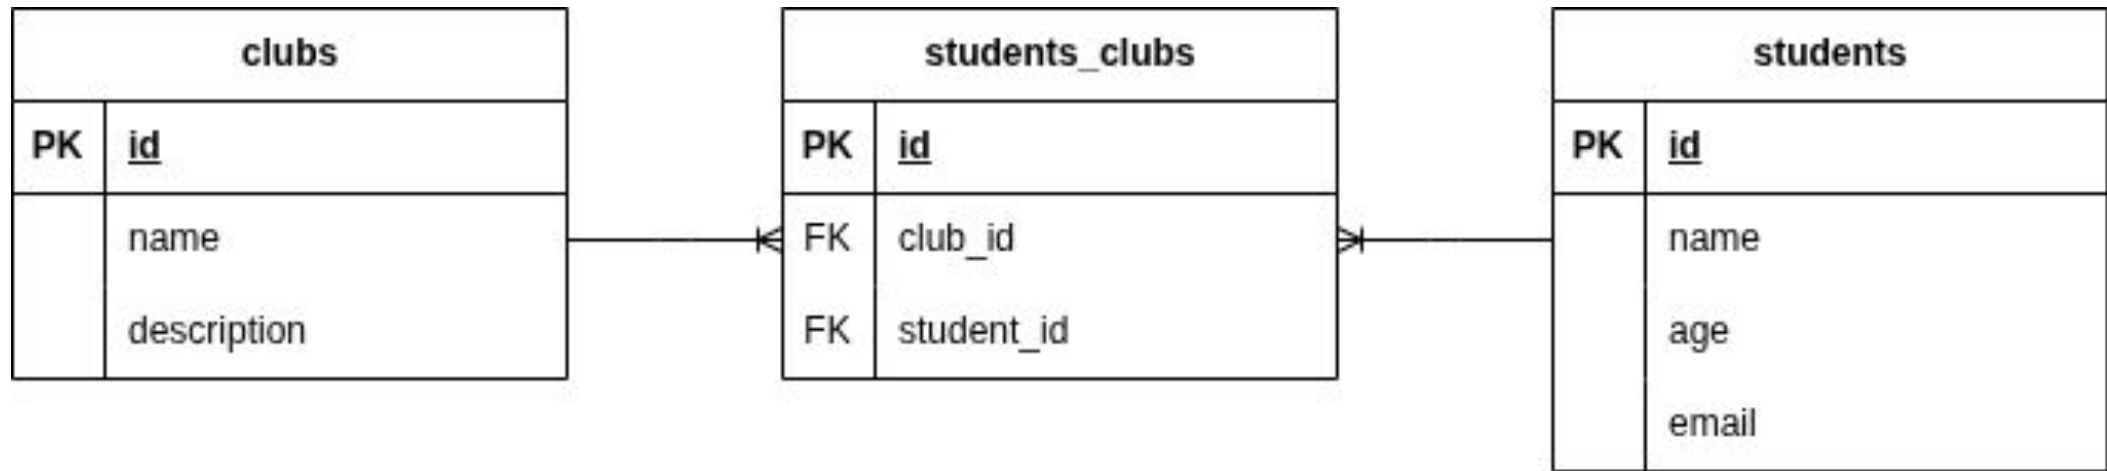 clubs
PK id
name
description
students_clubs
PK id
FK club_id
FK student_id
students
PK id
name
age
email